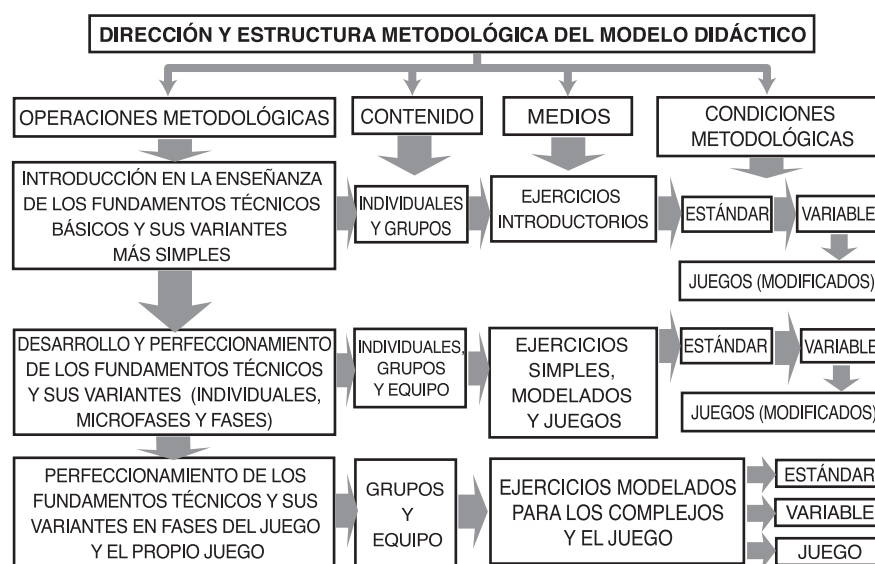 DIRECCIÓN Y ESTRUCTURA METODOLÓGICA DEL MODELO DIDÁCTICO
OPERACIONES METODOLÓGICAS
CONTENIDO
MEDIOS
CONDICIONES
METODOLÓGICAS
INTRODUCCIÓN EN LA ENSEÑANZA
DE LOS FUNDAMENTOS TÉCNICOS
BÁSICOS Y SUS VARIANTES
MÁS SIMPLES
INDIVIDUALES
Y GRUPOS
EJERCICIOS
INTRODUCTORIOS
ESTÁNDAR
VARIABLE
JUEGOS (MODIFICADOS)
DESARROLLO Y PERFECCIONAMIENTO
DE LOS FUNDAMENTOS TÉCNICOS
Y SUS VARIANTES (INDIVIDUALES,
MICROFASES Y FASES)
INDIVIDUALES,
GRUPOS
Y EQUIPO
EJERCICIOS
SIMPLES,
MODELADOS
Y JUEGOS
ESTÁNDAR
VARIABLE
JUEGOS (MODIFICADOS)
PERFECCIONAMIENTO DE LOS
FUNDAMENTOS TÉCNICOS Y SUS
VARIANTES EN FASES DEL JUEGO
Y EL PROPIO JUEGO
GRUPOS
Y
EQUIPO
EJERCICIOS MODELADOS
PARA LOS COMPLEJOS
Y EL JUEGO
ESTÁNDAR
VARIABLE
JUEGO